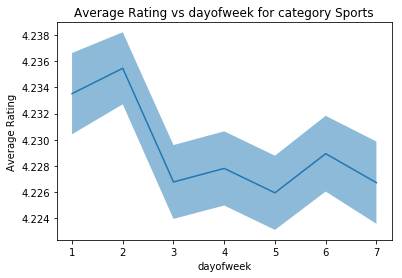 Average Rating vs dayofweek for category Sports
4.238
4.236
4.234
4.232
4.230
4.228
4.226
4.224
Average Rating
1 2 3 4 5 6 7
dayofweek